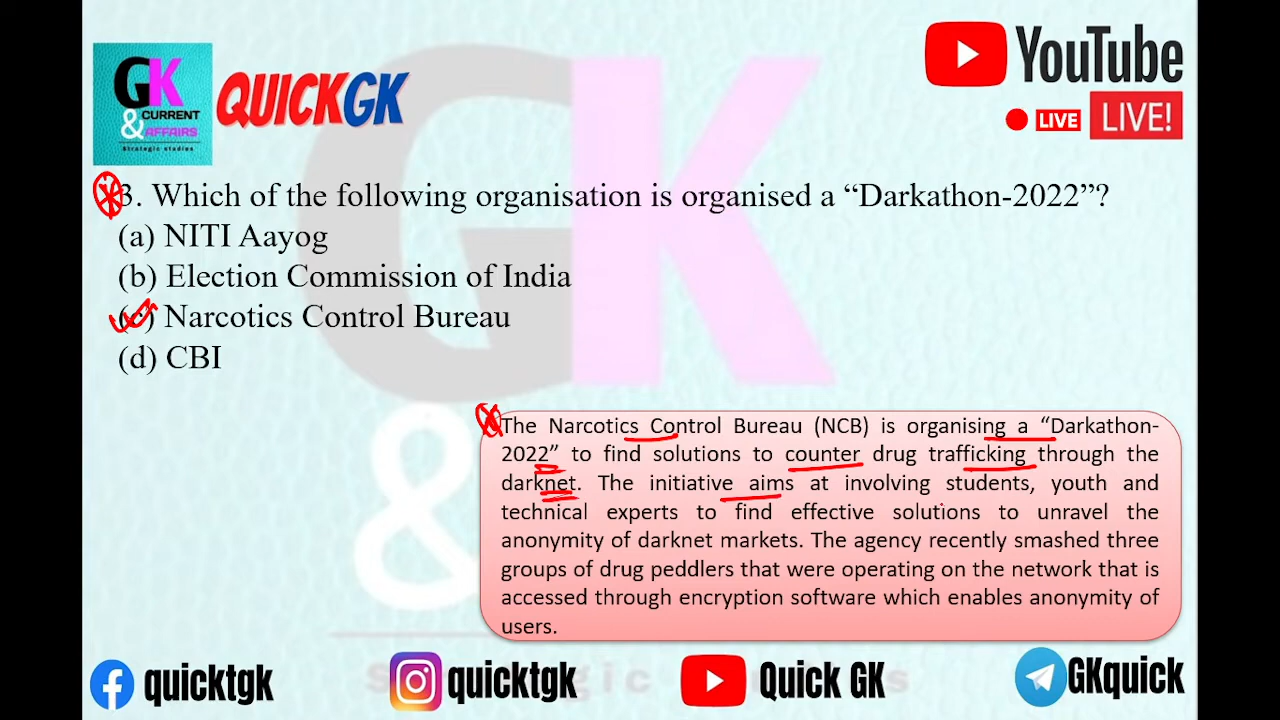 GK
CURRENT
& AFFAIRS
Strategic studies
QUICKGK
YouTube
LIVE
LIVE!
3. Which of the following organisation is organised a “Darkathon-2022”?
(a) NITI Aayog
(b) Election Commission of India
(c) Narcotics Control Bureau
(d) CBI
The Narcotics Control Bureau (NCB) is organising a “Darkathon-
2022” to find solutions to counter drug trafficking through the
darknet. The initiative aims at involving students, youth and
technical experts to find effective solutions to unravel the
anonymity of darknet markets. The agency recently smashed three
groups of drug peddlers that were operating on the network that is
accessed through encryption software which enables anonymity of
users.
GK
&
quicktgk
quicktgk
Quick GK
GKquick